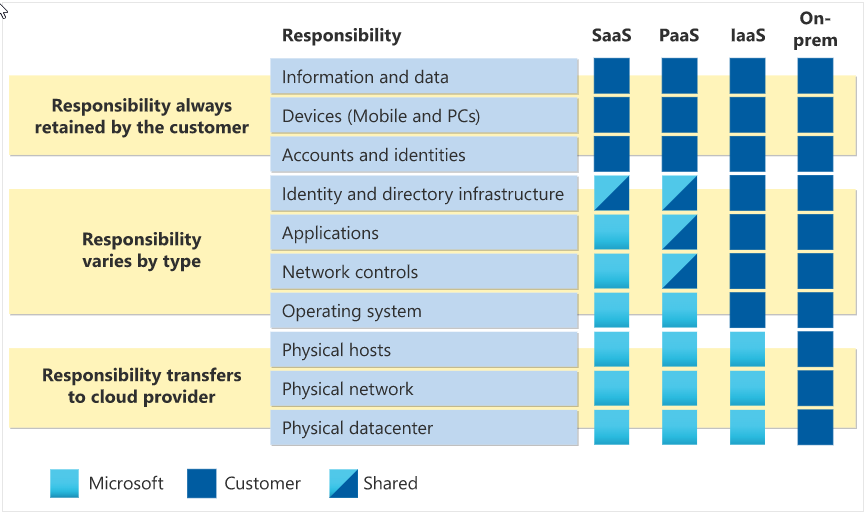 Responsibility SaaS PaaS IaaS On-
prem
Responsibility always
retained by the customer
Information and data
Devices (Mobile and PCs)
Accounts and identities
Responsibility
varies by type
Identity and directory infrastructure
Applications
Network controls
Operating system
Responsibility transfers
to cloud provider
Physical hosts
Physical network
Physical datacenter
Microsoft Customer Shared